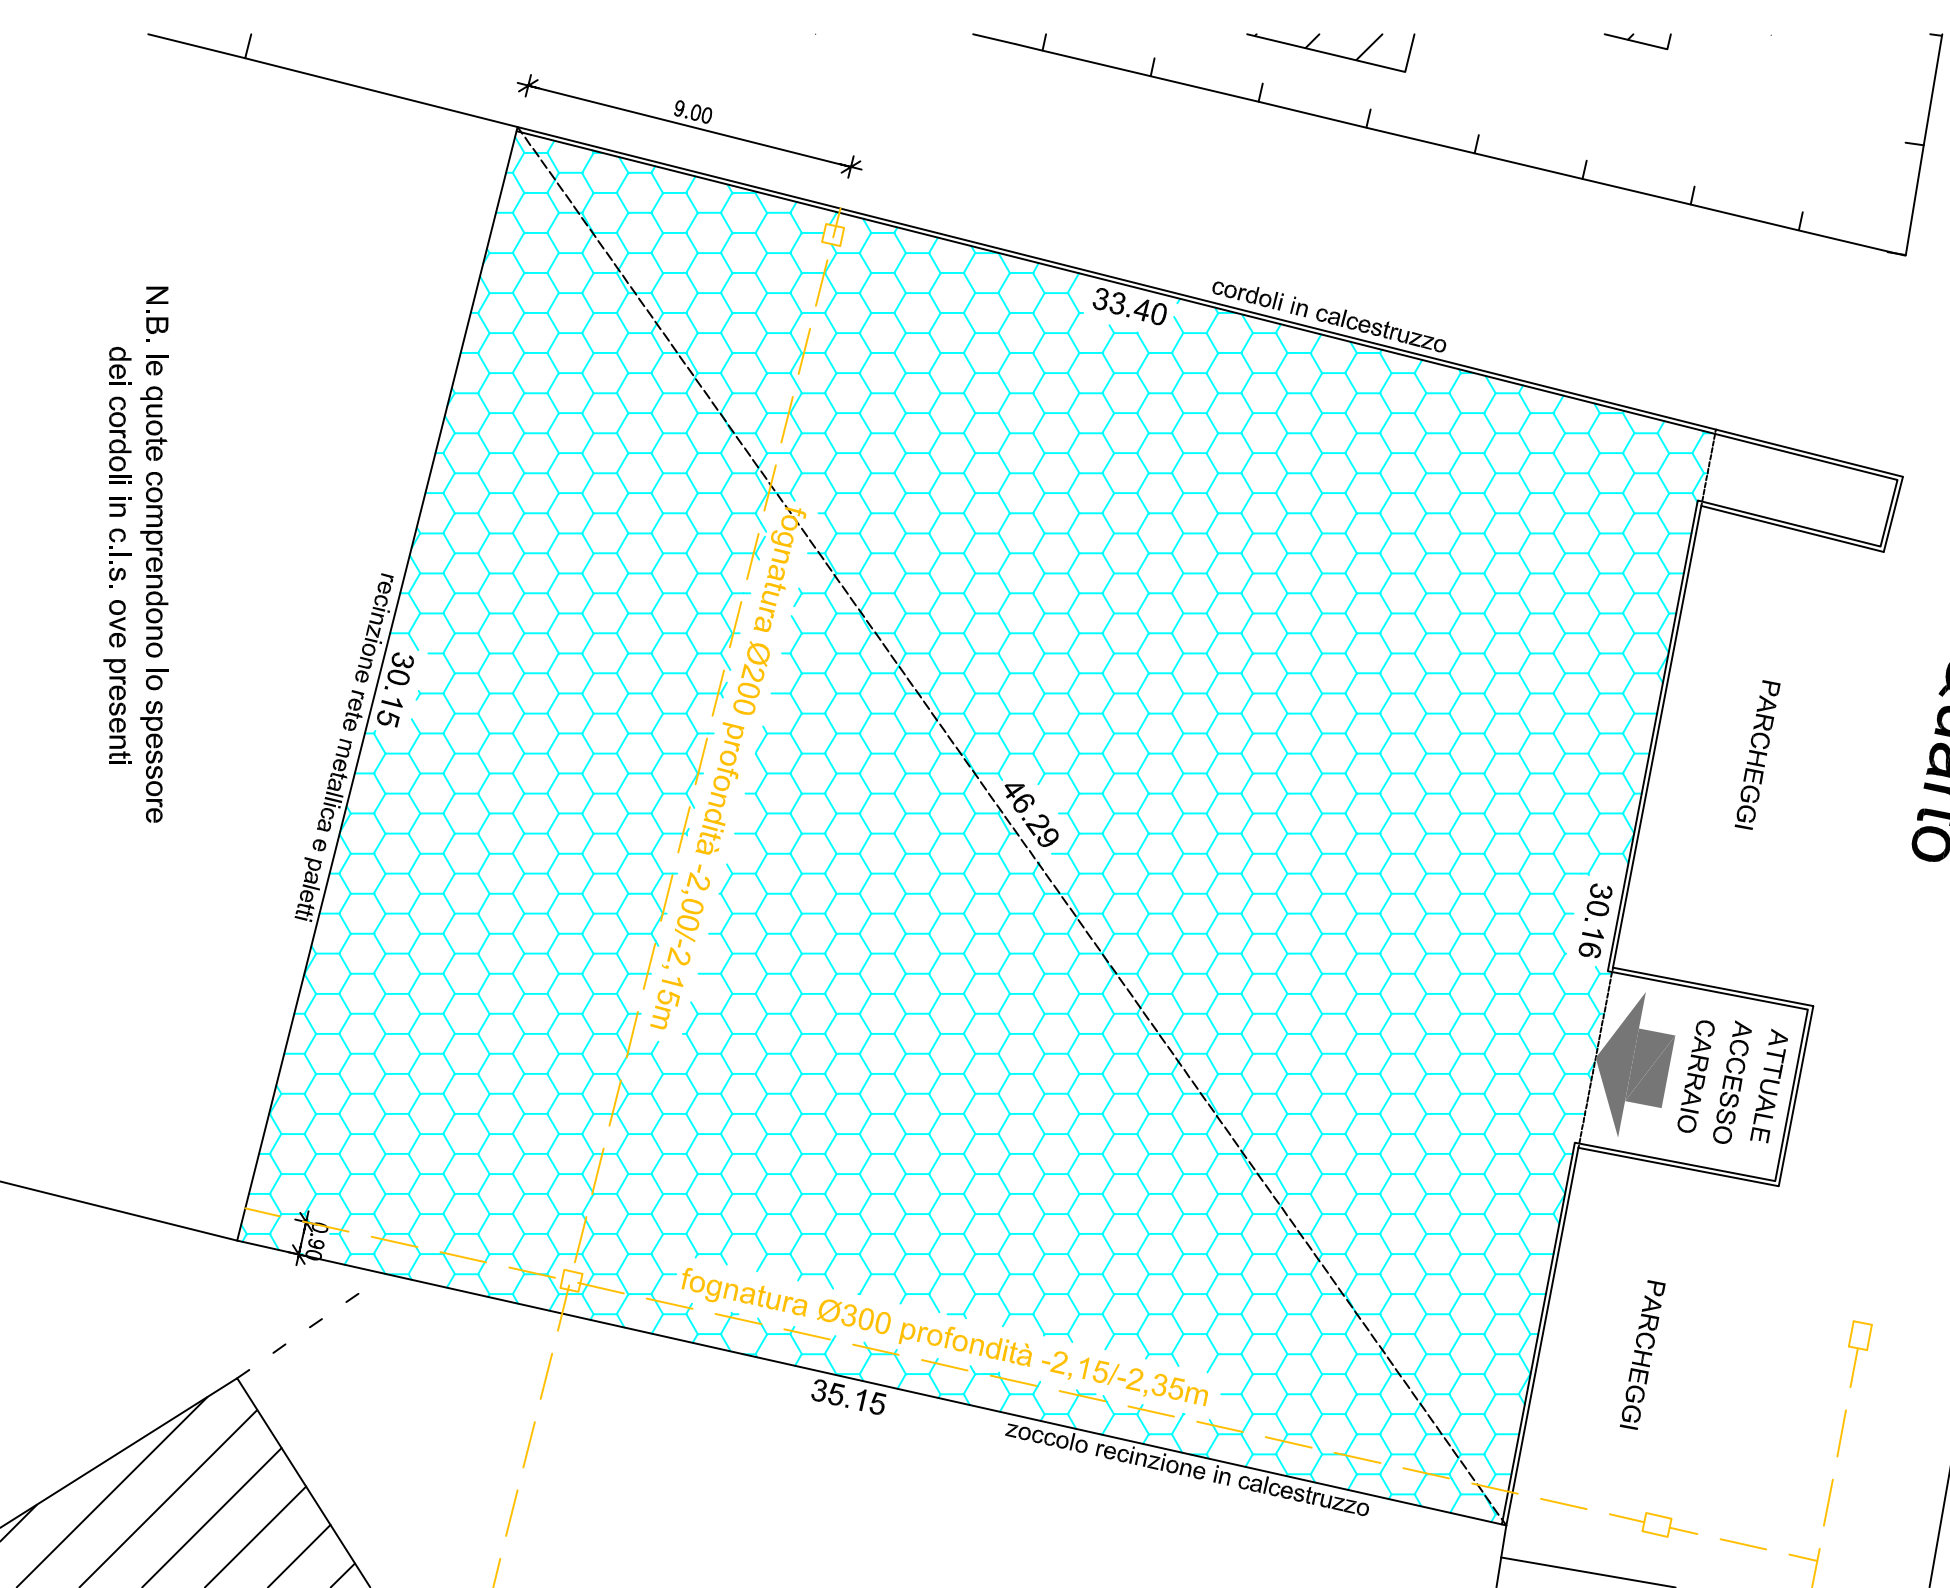 9.00
cordoli in calcestruzzo
33.40
N.B. le quote comprendono lo spessore
dei cordoli in c.l.s. ove presenti
recinzione rete metallica e paletti
30.15
fognatura Ø200 profondità -2,00/-2,15m
46.29
30.16
PARCHEGGI
ATTUALE
ACCESSO
CARRAIO
PARCHEGGI
0.90
fognatura Ø300 profondità -2,15/-2,35m
35.15
zoccolo recinzione in calcestruzzo